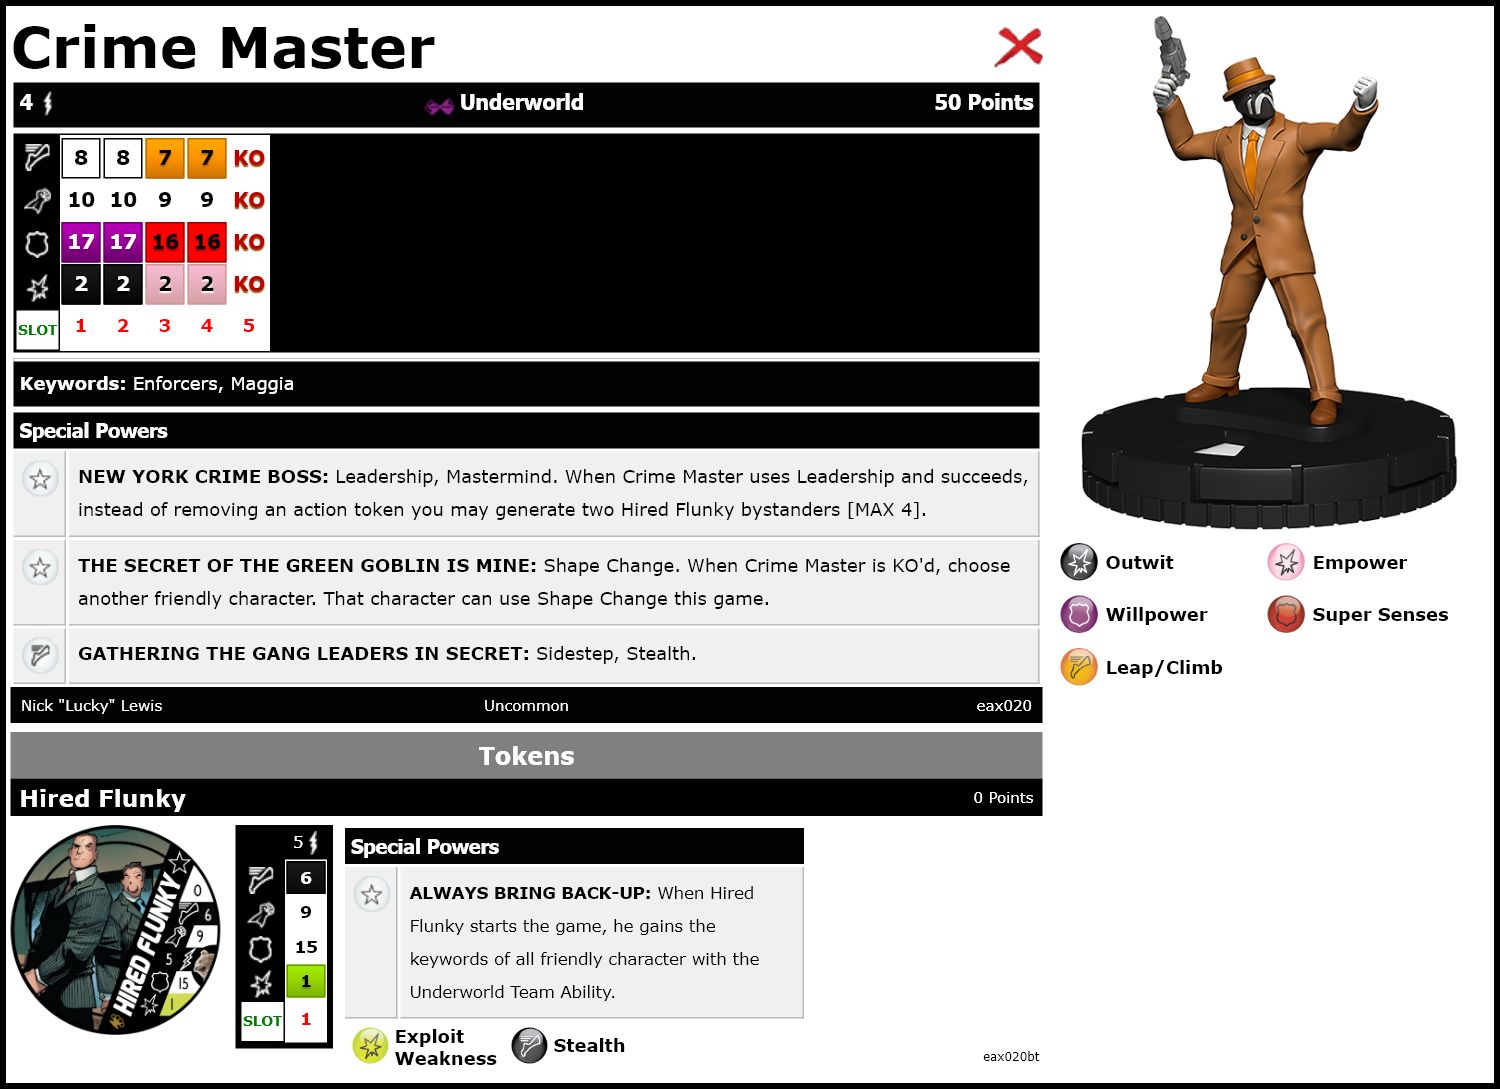 Crime Master
4 Underworld 50 Points
8 8 7 7 KO
10 10 9 9 KO
17 17 16 16 KO
2 2 2 2 KO
SLOT 1 2 3 4 5
Keywords: Enforcers, Maggia
Special Powers
NEW YORK CRIME BOSS: Leadership, Mastermind. When Crime Master uses Leadership and succeeds,
instead of removing an action token you may generate two Hired Flunky bystanders [MAX 4].
THE SECRET OF THE GREEN GOBLIN IS MINE: Shape Change. When Crime Master is KO'd, choose
another friendly character. That character can use Shape Change this game.
GATHERING THE GANG LEADERS IN SECRET: Sidestep, Stealth.
Nick "Lucky" Lewis Uncommon eax020
Outwit Empower
Willpower Super Senses
Leap/Climb
Tokens
Hired Flunky 0 Points
HIRED FLUNKY
0
6
9
5
15
1
5
6
9
15
1
SLOT 1
Special Powers
ALWAYS BRING BACK-UP: When Hired
Flunky starts the game, he gains the
keywords of all friendly character with the
Underworld Team Ability.
Exploit
Weakness
Stealth
eax020bt